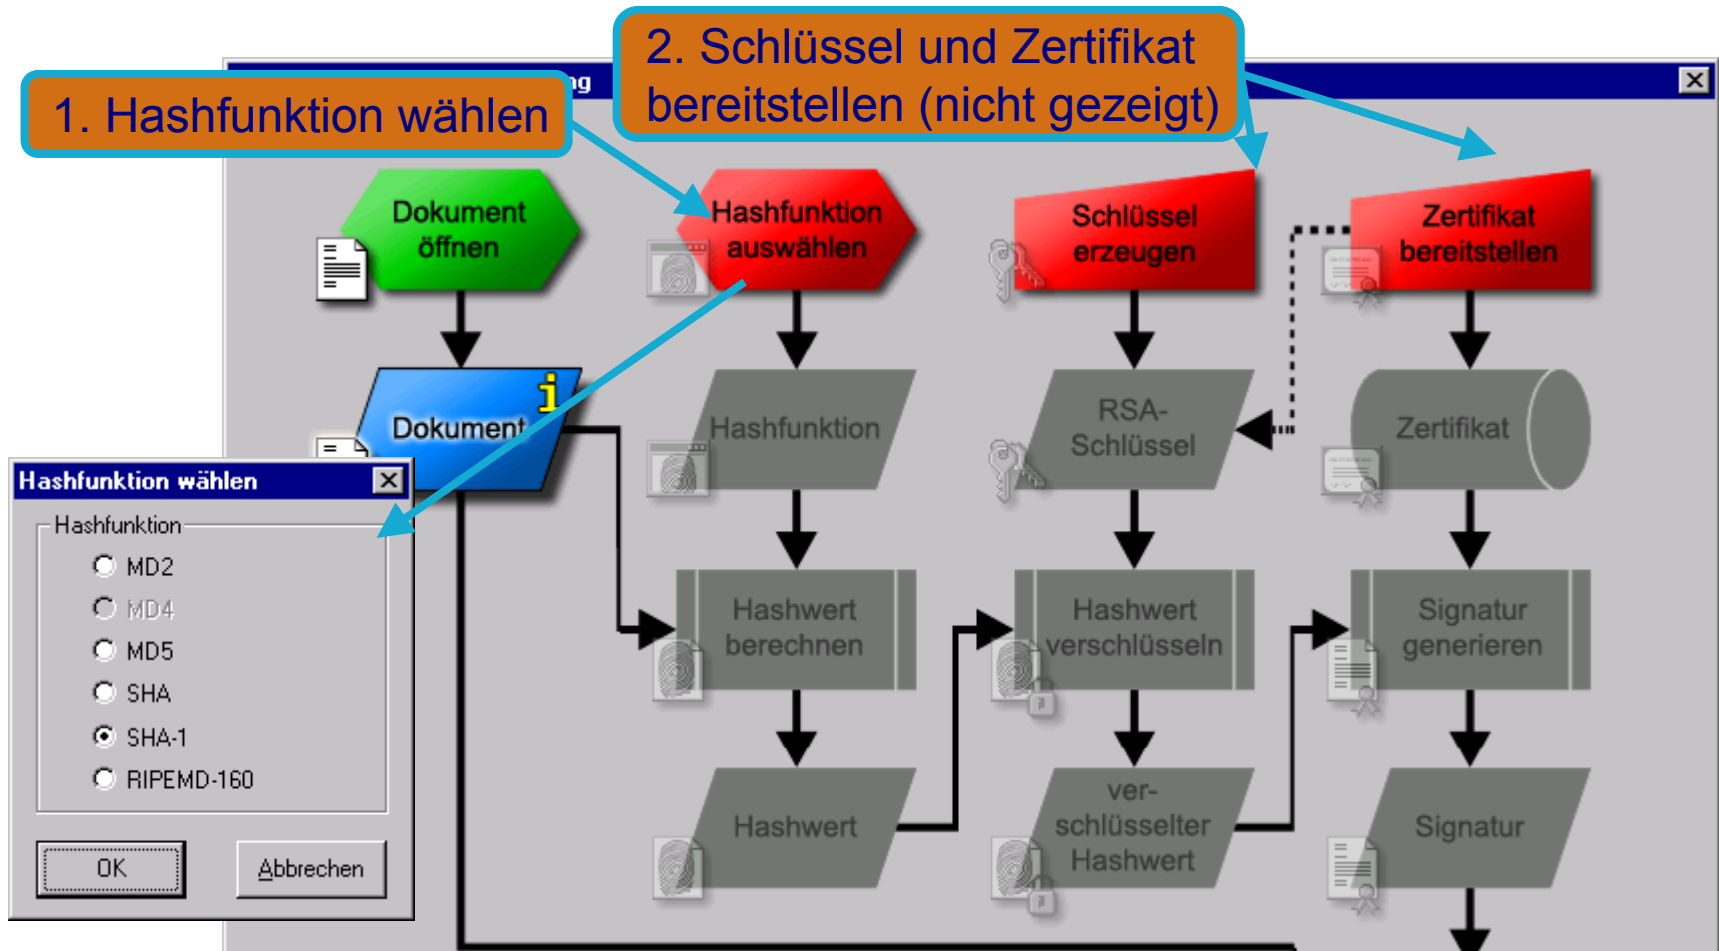 2. Schlüssel und Zertifikat
bereitstellen (nicht gezeigt)
1. Hashfunktion wählen
Dokument
öffnen
Hashfunktion
auswählen
Schlüssel
erzeugen
Zertifikat
bereitstellen
Dokument
i
Hashfunktion
RSA-
Schlüssel
Zertifikat
Hashwert
berechnen
Hashwert
verschlüsseln
Signatur
generieren
Hashwert
ver-
schlüsselter
Hashwert
Signatur
Hashfunktion wählen
Hashfunktion
MD2
MD4
MD5
SHA
SHA-1
RIPEMD-160
OK
Abbrechen